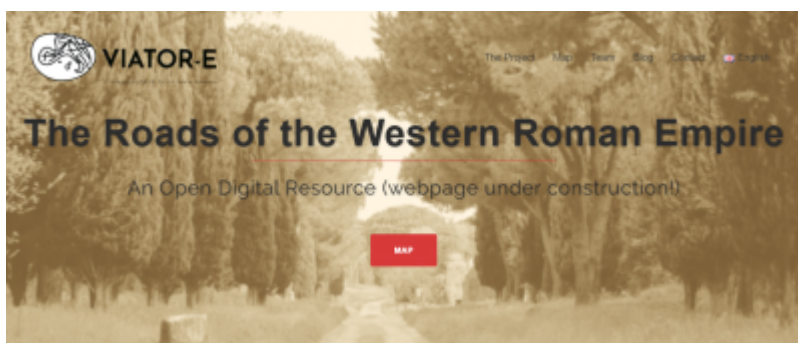 VIATOR-E
The Project Map Team Blog Contact English
The Roads of the Western Roman Empire
An Open Digital Resource (webpage under construction!)
MAP